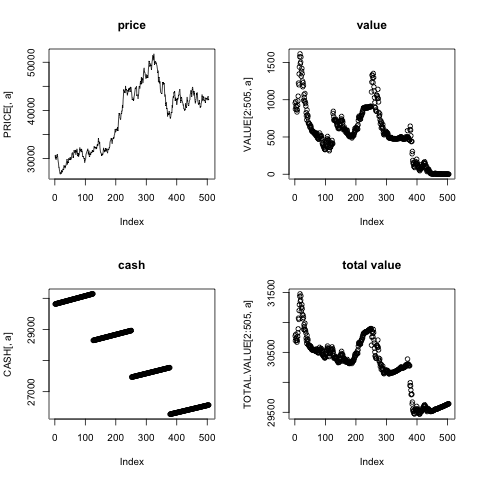 price
PRICE[, a]
50000
40000
30000
0 100 200 300 400 500
Index
value
VALUE[2:505, a]
1500
1000
500
0
0 100 200 300 400 500
Index
cash
CASH[, a]
29000
27000
0 100 200 300 400 500
Index
total value
TOTAL.VALUE[2:505, a]
31500
30500
29500
0 100 200 300 400 500
Index